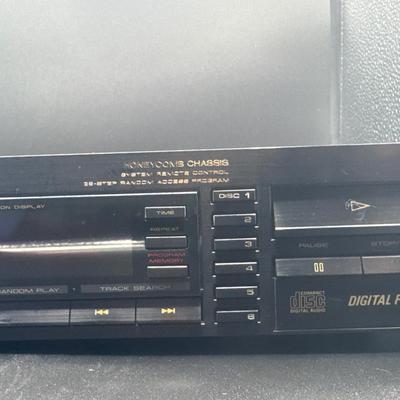 HONEYCOMB CHASSIS
SYSTEM REMOTE CONTROL
32-STEP RANDOM ACCESS PROGRAM
ON DISPLAY
TIME
REPEAT
PROGRAM
MEMORY
RANDOM PLAY
TRACK SEARCH
DISC 1
2
3
4
5
6
PAUSE
STOP
COMPACT
disc
DIGITAL AUDIO
DIGITAL F